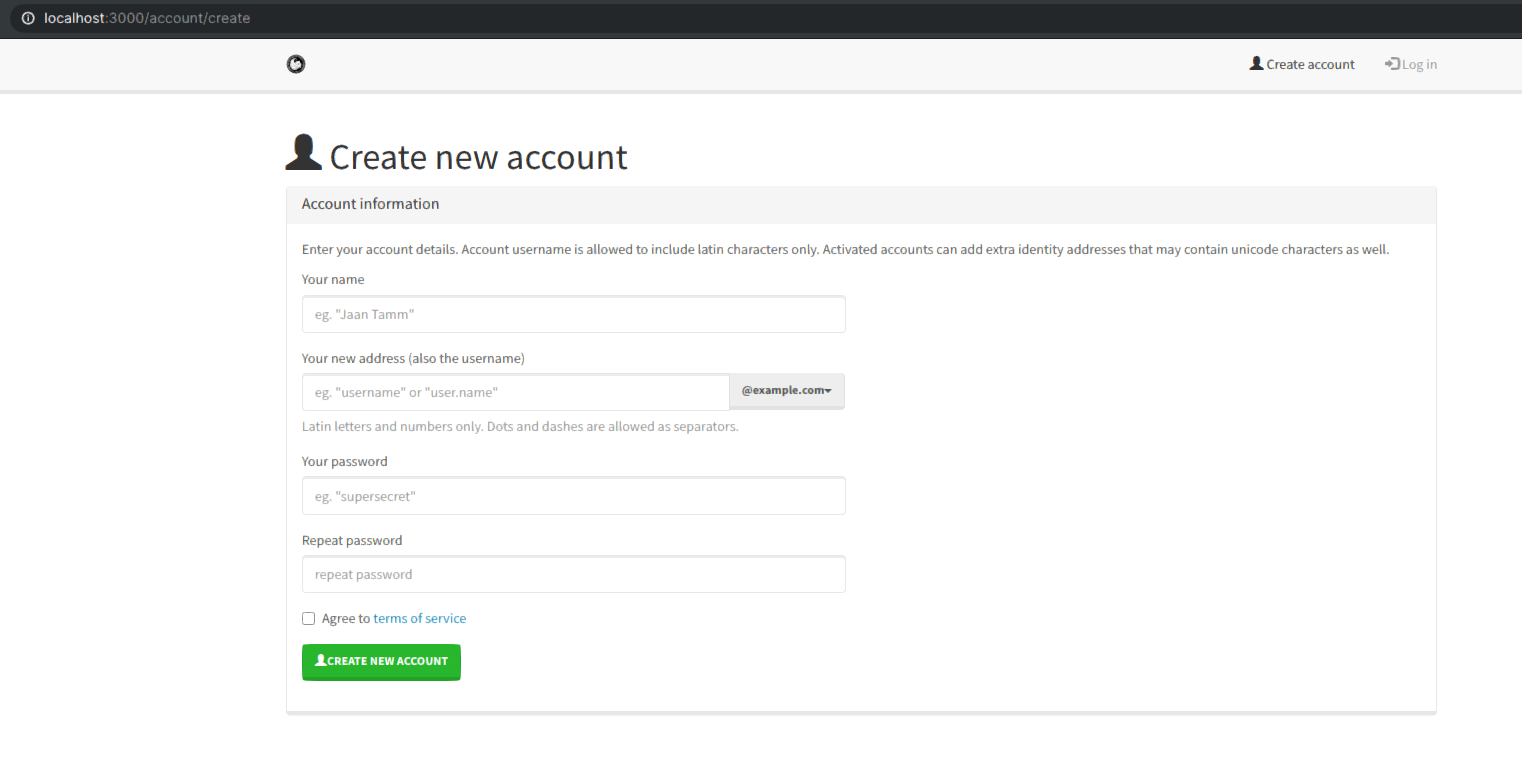 localhost:3000/account/create
Create account
Log in
Create new account
Account information
Enter your account details. Account username is allowed to include latin characters only. Activated accounts can add extra identity addresses that may contain unicode characters as well.
Your name
eg. "Jaan Tamm"
Your new address (also the username)
eg. "username" or "user.name"
@example.com
Latin letters and numbers only. Dots and dashes are allowed as separators.
Your password
eg. "supersecret"
Repeat password
repeat password
Agree to terms of service
CREATE NEW ACCOUNT